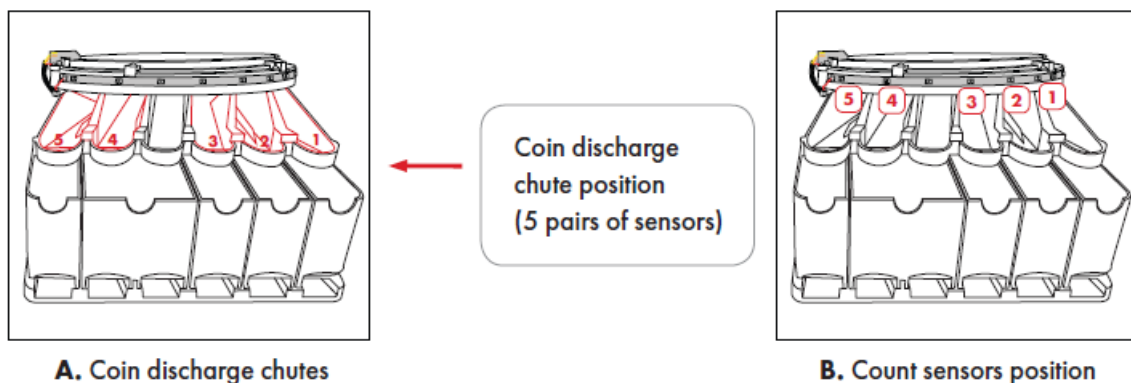 5 4 3 2 1
Coin discharge
chute position
(5 pairs of sensors)
5 4 3 2 1
A. Coin discharge chutes
B. Count sensors position